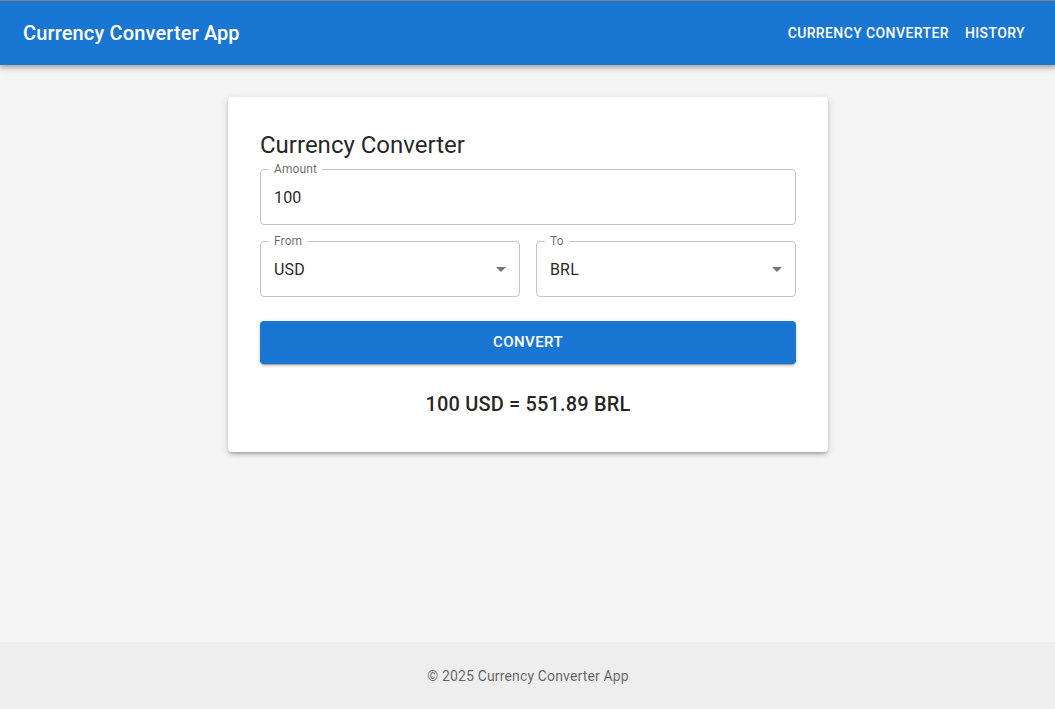 Currency Converter App
CURRENCY CONVERTER HISTORY
Currency Converter
Amount
100
From To
USD BRL
CONVERT
100 USD = 551.89 BRL
© 2025 Currency Converter App